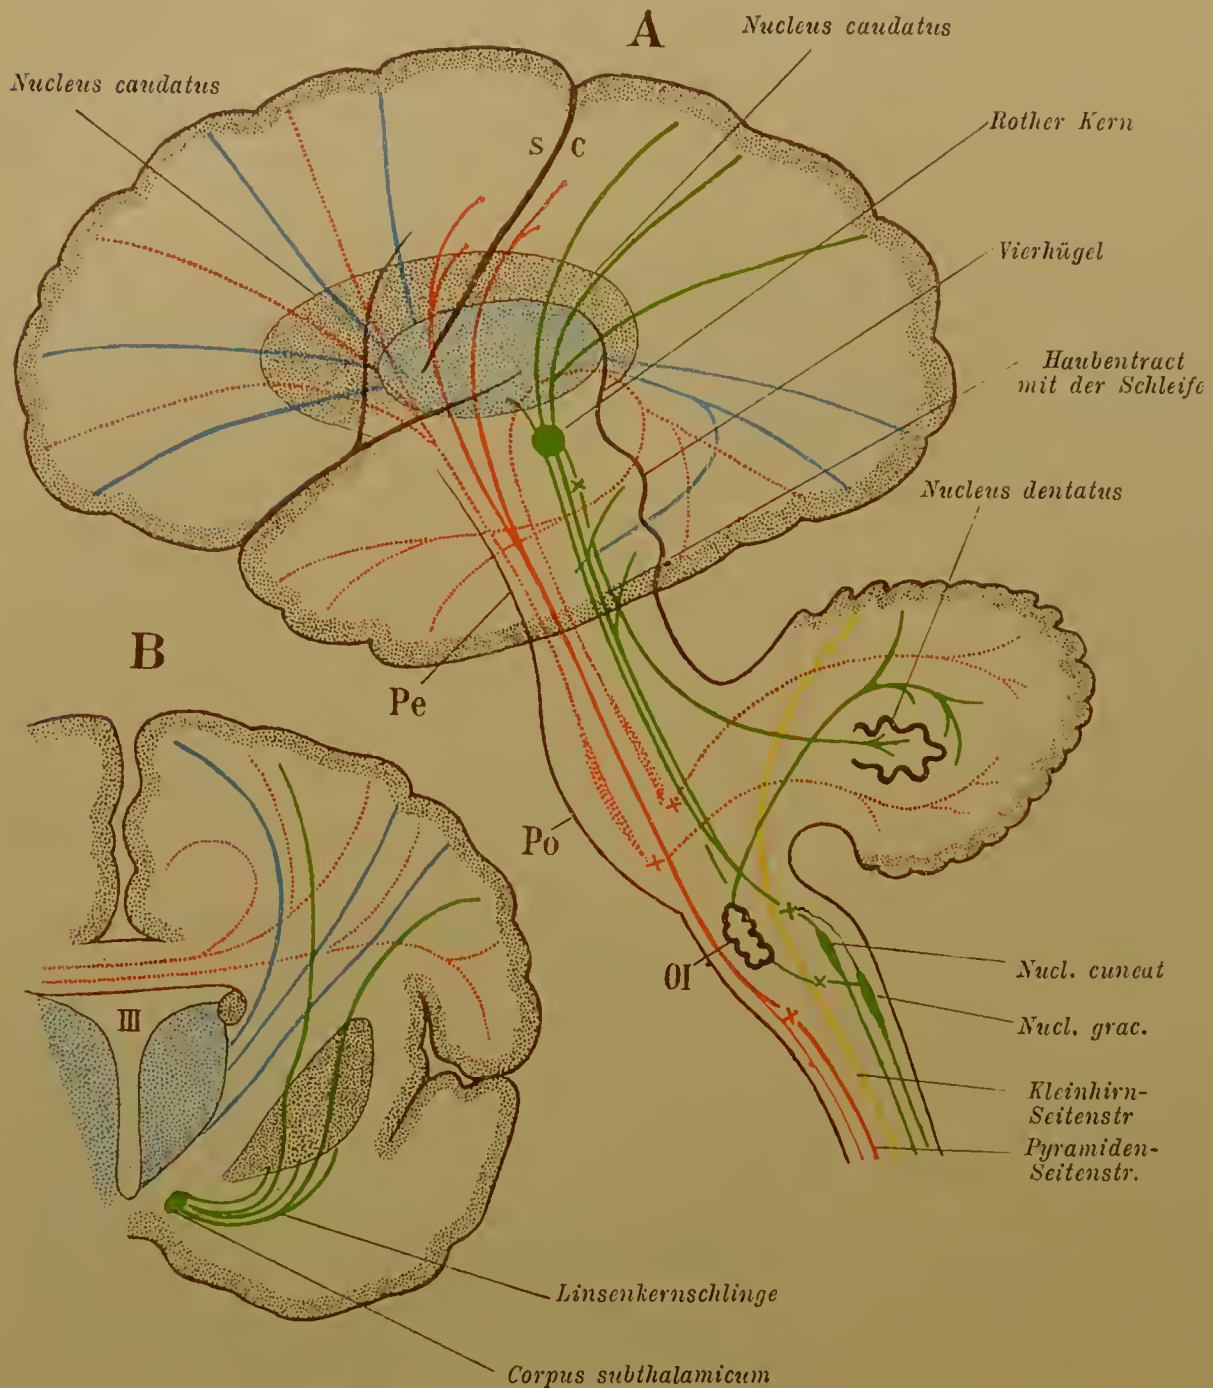 A
Nucleus caudatus
Nucleus caudatus
Rother Kern
S C
Vierhügel
Haubentract
mit der Schleife
Nucleus dentatus
B
Pe
Po
Ol
III
Nucl. cuneat
Nucl. grac.
Kleinhirn-
Seitenstr
Pyramiden-
Seitenstr.
Linsenkernschlinge
Corpus subthalamicum